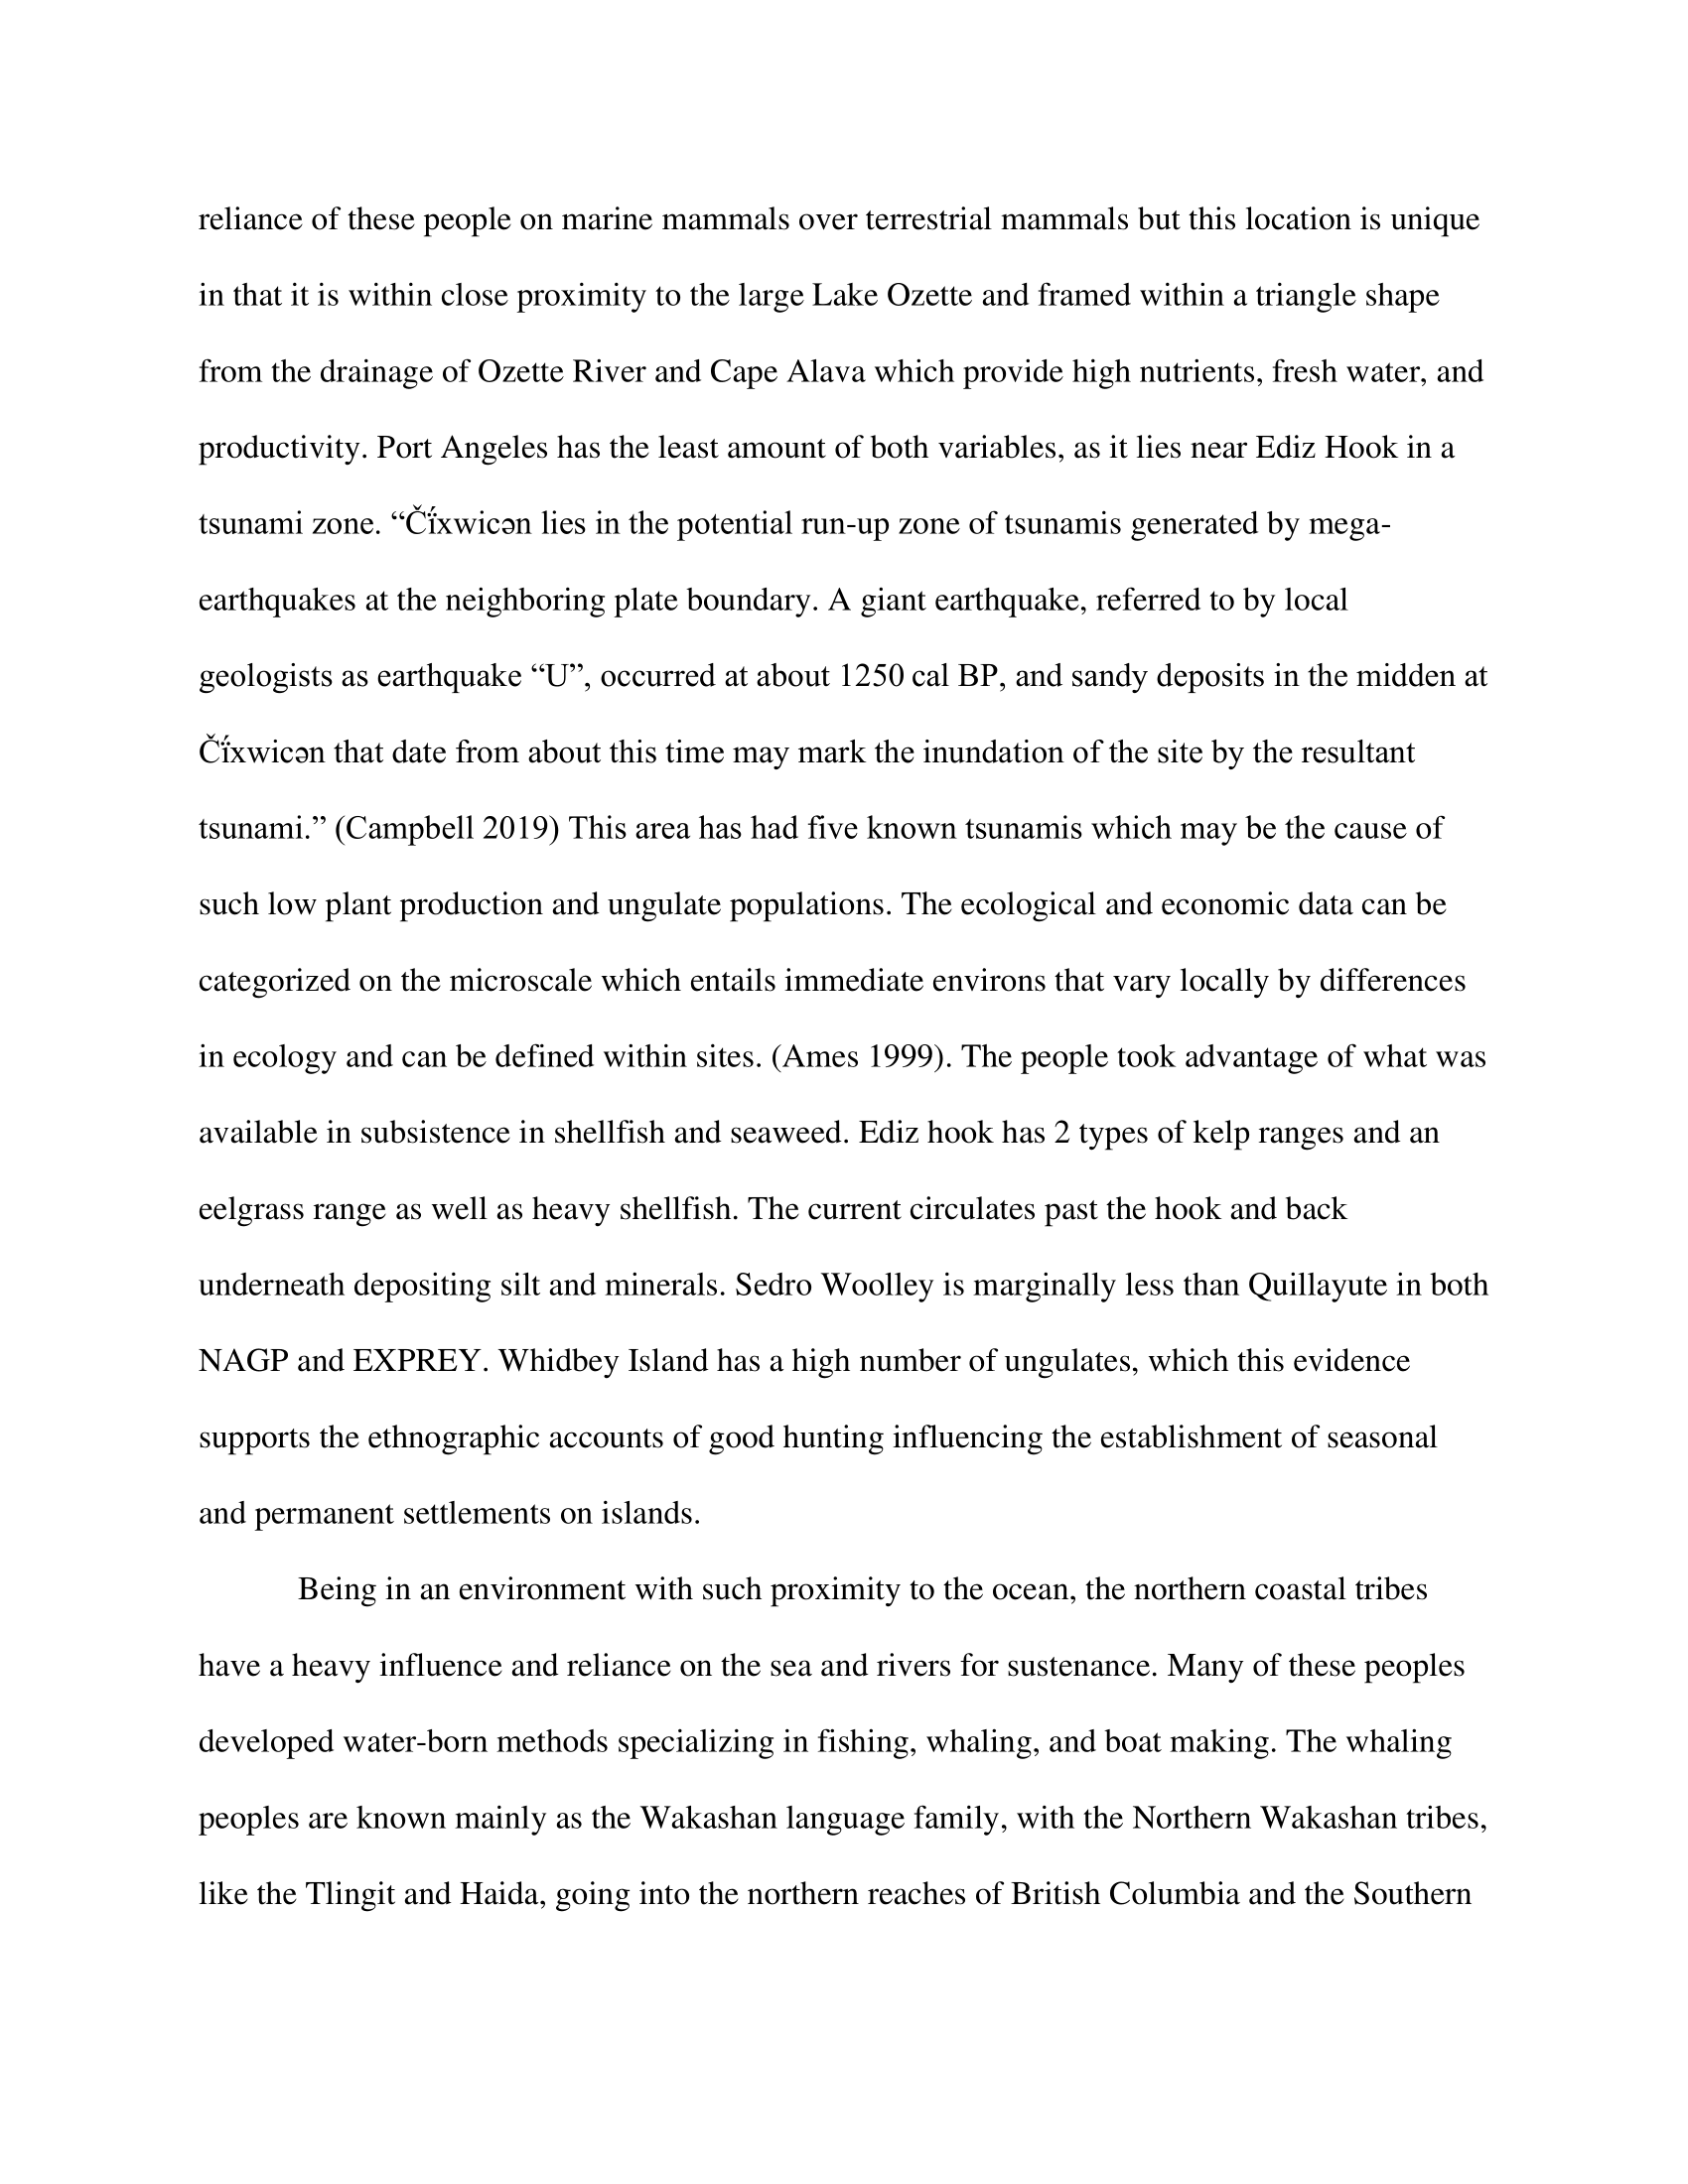 reliance of these people on marine mammals over terrestrial mammals but this location is unique
in that it is within close proximity to the large Lake Ozette and framed within a triangle shape
from the drainage of Ozette River and Cape Alava which provide high nutrients, fresh water, and
productivity. Port Angeles has the least amount of both variables, as it lies near Ediz Hook in a
tsunami zone. “Čḯxwicən lies in the potential run-up zone of tsunamis generated by mega-
earthquakes at the neighboring plate boundary. A giant earthquake, referred to by local
geologists as earthquake “U”, occurred at about 1250 cal BP, and sandy deposits in the midden at
Čḯxwicən that date from about this time may mark the inundation of the site by the resultant
tsunami.” (Campbell 2019) This area has had five known tsunamis which may be the cause of
such low plant production and ungulate populations. The ecological and economic data can be
categorized on the microscale which entails immediate environs that vary locally by differences
in ecology and can be defined within sites. (Ames 1999). The people took advantage of what was
available in subsistence in shellfish and seaweed. Ediz hook has 2 types of kelp ranges and an
eelgrass range as well as heavy shellfish. The current circulates past the hook and back
underneath depositing silt and minerals. Sedro Woolley is marginally less than Quillayute in both
NAGP and EXPREY. Whidbey Island has a high number of ungulates, which this evidence
supports the ethnographic accounts of good hunting influencing the establishment of seasonal
and permanent settlements on islands.
Being in an environment with such proximity to the ocean, the northern coastal tribes
have a heavy influence and reliance on the sea and rivers for sustenance. Many of these peoples
developed water-born methods specializing in fishing, whaling, and boat making. The whaling
peoples are known mainly as the Wakashan language family, with the Northern Wakashan tribes,
like the Tlingit and Haida, going into the northern reaches of British Columbia and the Southern